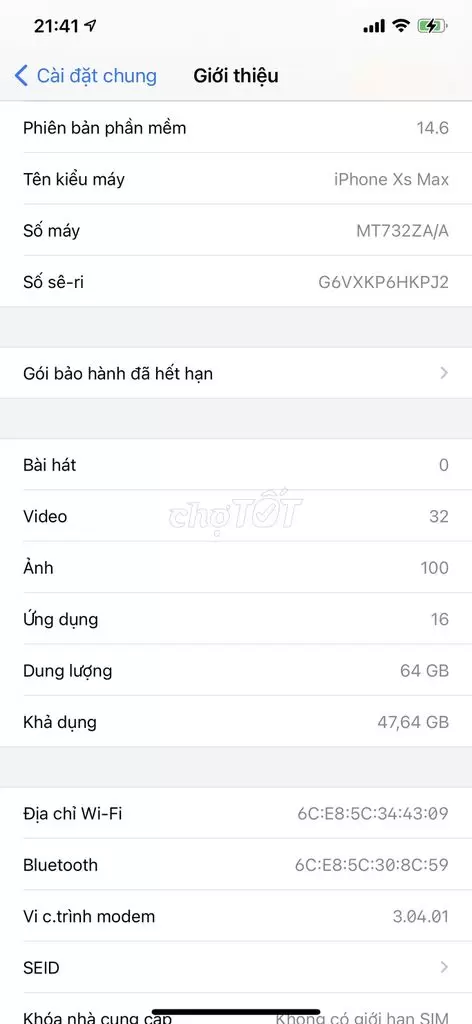 21:41
Cài đặt chung
Giới thiệu
Phiên bản phần mềm 14.6
Tên kiểu máy iPhone Xs Max
Số máy MT732ZA/A
Số sê-ri G6VXKP6HKPJ2
Gói bảo hành đã hết hạn
Bài hát 0
Video 32
chợTỐT
Ảnh 100
Ứng dụng 16
Dung lượng 64 GB
Khả dụng 47,64 GB
Địa chỉ Wi-Fi 6C:E8:5C:34:43:09
Bluetooth 6C:E8:5C:30:8C:59
Vi c.trình modem 3.04.01
SEID
Khóa nhà cung cấp Không có giới hạn SIM